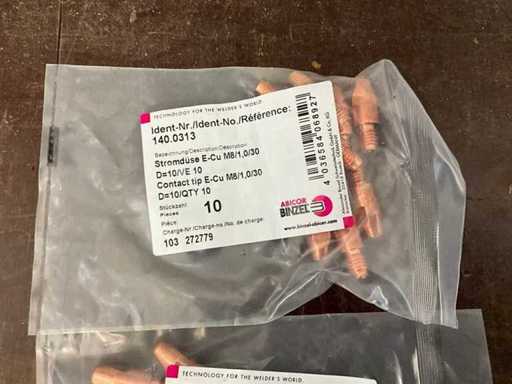 TECHNOLOGY FOR THE WELDER'S WORLD.
Ident-Nr./Ident-No./Référence:
140.0313
Bezeichnung/Description/Description
Stromdüse E-Cu M8/1,0/30
D=10/VE 10
Contact tip E-Cu M8/1,0/30
D=10/QTY 10
Stückzahl:
Pieces
Pièce:
10
Charge-Nr./Charge-no./No. de charge:
103 272779
4 036584 068927
ABICOR
BINZEL
www.binzel-abicor.com
TECHNOLOGY FOR THE WELDER'S WORLD.